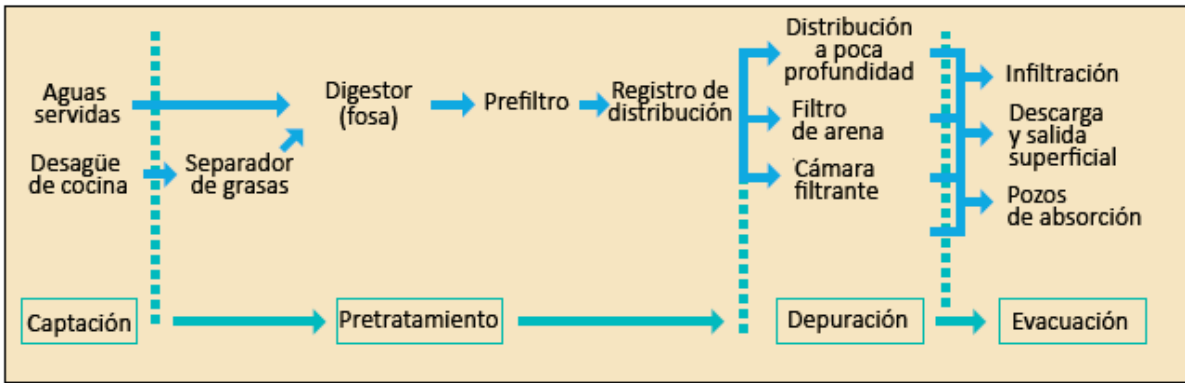 Aguas
servidas
Desagüe
de cocina
Separador
de grasas
Digestor
(fosa)
Prefiltro
Registro de
distribución
Distribución
a poca
profundidad
Filtro
de arena
Cámara
filtrante
Infiltración
Descarga
y salida
superficial
Pozos
de absorción
Captación
Pretratamiento
Depuración
Evacuación